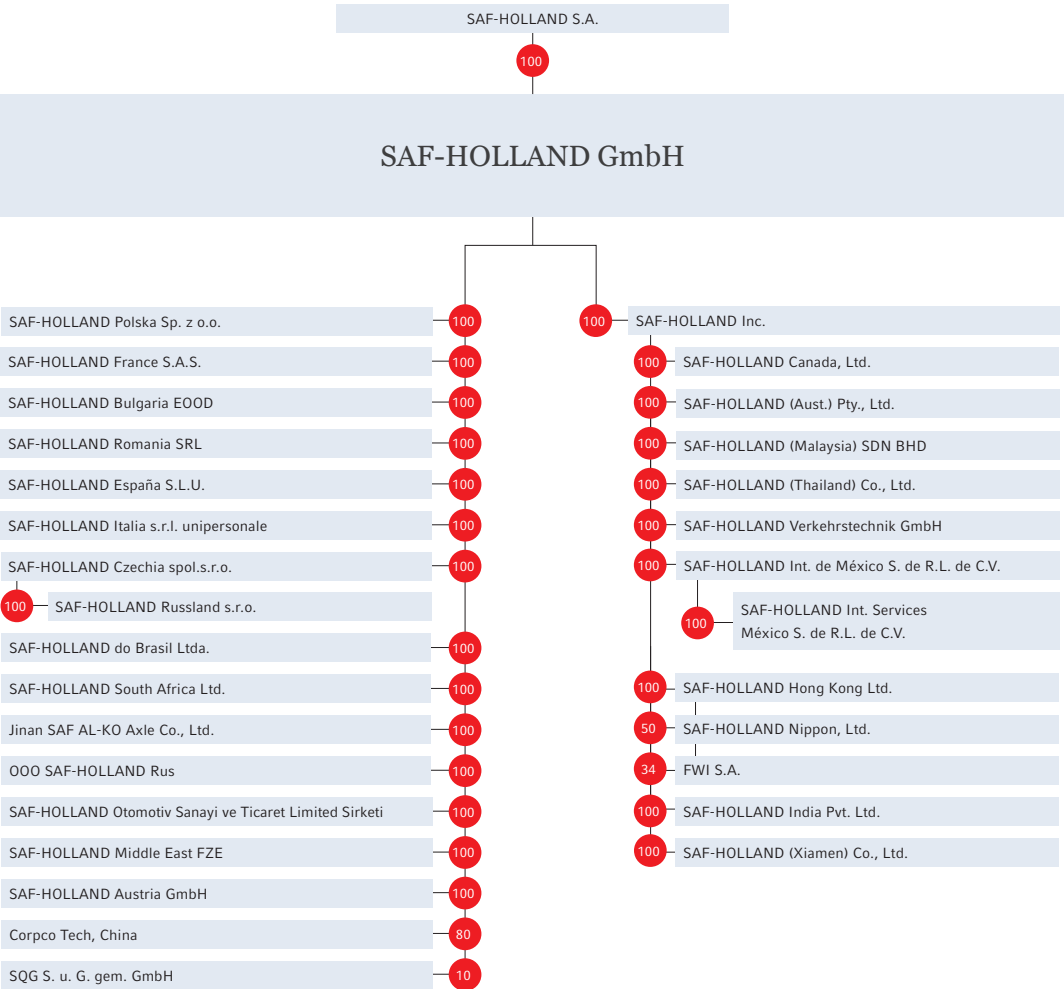 SAF-HOLLAND S.A.
100
SAF-HOLLAND GmbH
SAF-HOLLAND Polska Sp. z o.o.
100
SAF-HOLLAND France S.A.S.
100
SAF-HOLLAND Bulgaria EOOD
100
SAF-HOLLAND Romania SRL
100
SAF-HOLLAND España S.L.U.
100
SAF-HOLLAND Italia s.r.l. unipersonale
100
SAF-HOLLAND Czechia spol.s.r.o.
100
100
SAF-HOLLAND Russland s.r.o.
SAF-HOLLAND do Brasil Ltda.
100
SAF-HOLLAND South Africa Ltd.
100
Jinan SAF AL-KO Axle Co., Ltd.
100
OOO SAF-HOLLAND Rus
100
SAF-HOLLAND Otomotiv Sanayi ve Ticaret Limited Sirketi
100
SAF-HOLLAND Middle East FZE
100
SAF-HOLLAND Austria GmbH
100
Corpco Tech, China
80
SQG S. u. G. gem. GmbH
10
100
SAF-HOLLAND Inc.
100
SAF-HOLLAND Canada, Ltd.
100
SAF-HOLLAND (Aust.) Pty., Ltd.
100
SAF-HOLLAND (Malaysia) SDN BHD
100
SAF-HOLLAND (Thailand) Co., Ltd.
100
SAF-HOLLAND Verkehrstechnik GmbH
100
SAF-HOLLAND Int. de México S. de R.L. de C.V.
100
SAF-HOLLAND Int. Services
México S. de R.L. de C.V.
100
SAF-HOLLAND Hong Kong Ltd.
50
SAF-HOLLAND Nippon, Ltd.
34
FWI S.A.
100
SAF-HOLLAND India Pvt. Ltd.
100
SAF-HOLLAND (Xiamen) Co., Ltd.